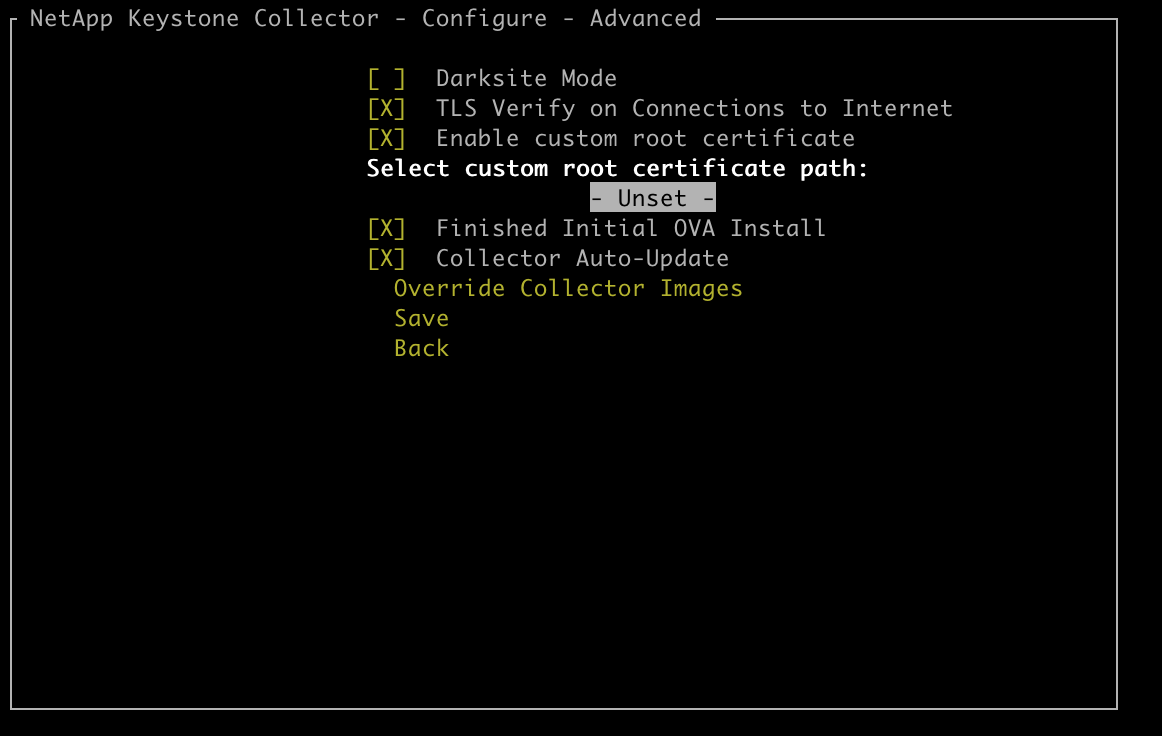 NetApp Keystone Collector - Configure - Advanced
[ ] Darksite Mode
[X] TLS Verify on Connections to Internet
[X] Enable custom root certificate
Select custom root certificate path:
- Unset -
[X] Finished Initial OVA Install
[X] Collector Auto-Update
Override Collector Images
Save
Back